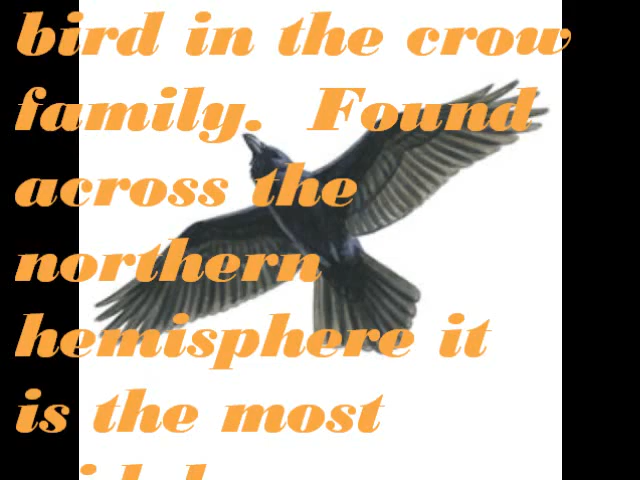 bird in the crow
family. Found
across the
northern
hemisphere it
is the most